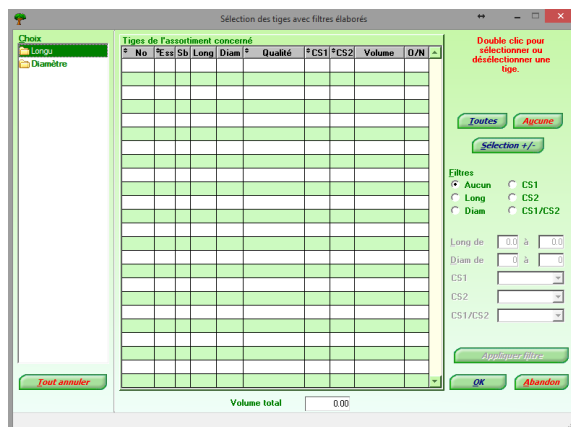 Sélection des tiges avec filtres élaborés
Choix
Longu
Diamètre
Tiges de l'assortiment concerné
No Ess Sb Long Diam Qualité CS1 CS2 Volume O/N
Double clic pour
sélectionner ou
désélectionner une
tige.
Toutes Aucune
Sélection +/-
Filtres
Aucun CS1
Long CS2
Diam CS1/CS2
Long de 0.0 à 0.0
Diam de 0 à 0
CS1
CS2
CS1/CS2
Appliquer filtre
Tout annuler
OK Abandon
Volume total 0.00